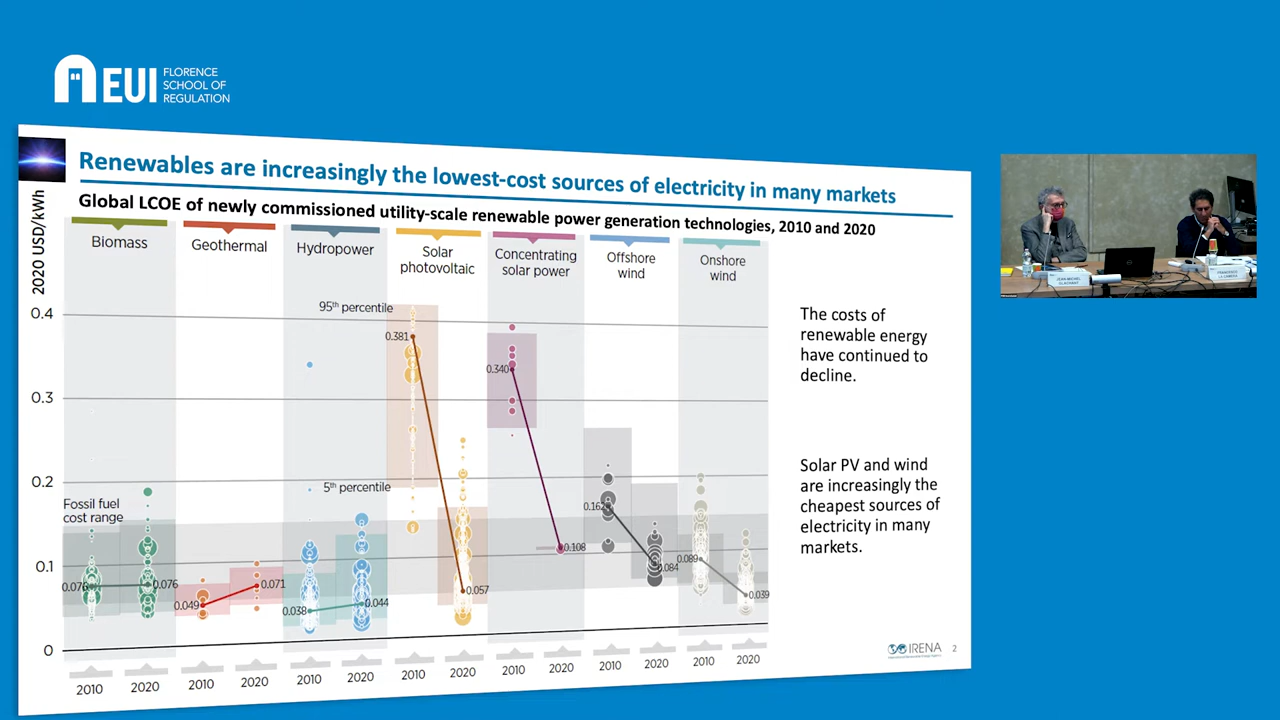 EUI
FLORENCE
SCHOOL OF
REGULATION
Renewables are increasingly the lowest-cost sources of electricity in many markets
Global LCOE of newly commissioned utility-scale renewable power generation technologies, 2010 and 2020
2020 USD/kWh
Biomass
Geothermal
Hydropower
Solar
photovoltaic
Concentrating
solar power
Offshore
wind
Onshore
wind
0.4
0.3
0.2
0.1
0
95th percentile
5th percentile
Fossil fuel
cost range
0.076
0.076
0.049
0.071
0.038
0.044
0.381
0.057
0.340
0.108
0.162
0.084
0.089
0.039
2010
2020
2010
2020
2010
2020
2010
2020
2010
2020
2010
2020
2010
2020
The costs of
renewable energy
have continued to
decline.
Solar PV and wind
are increasingly the
cheapest sources of
electricity in many
markets.
IRENA
2
JEAN-MICHEL
GLACHANT
FRANCESCO
LA CAMERA